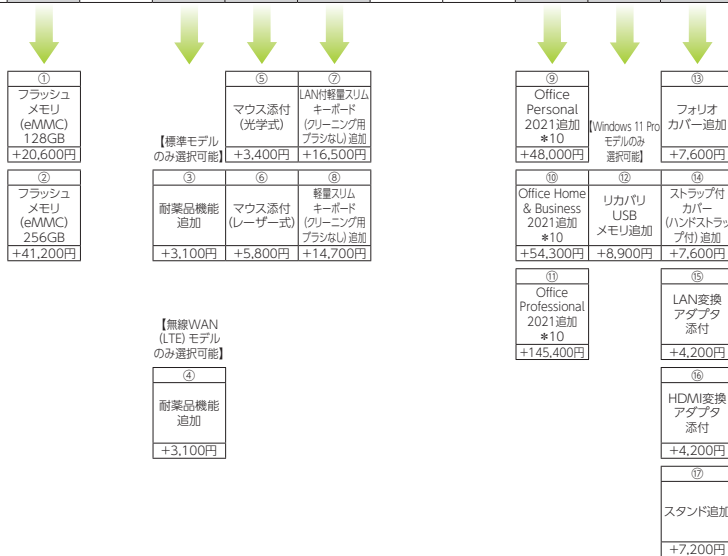 ①
フラッシュ
メモリ
(eMMC)
128GB
+20,600円
②
フラッシュ
メモリ
(eMMC)
256GB
+41,200円
【標準モデル
のみ選択可能】
③
耐薬品機能
追加
+3,100円
【無線WAN
(LTE) モデル
のみ選択可能】
④
耐薬品機能
追加
+3,100円
⑤
マウス添付
(光学式)
+3,400円
⑥
マウス添付
(レーザー式)
+5,800円
⑦
LAN付軽量スリム
キーボード
(クリーニング用
ブラシなし) 追加
+16,500円
⑧
軽量スリム
キーボード
(クリーニング用
ブラシなし) 追加
+14,700円
⑨
Office
Personal
2021追加
*10
+48,000円
⑩
Office Home
& Business
2021追加
*10
+54,300円
⑪
Office
Professional
2021追加
*10
+145,400円
【Windows 11 Pro
モデルのみ
選択可能】
⑫
リカバリ
USB
メモリ追加
+8,900円
⑬
フォリオ
カバー追加
+7,600円
⑭
ストラップ付
カバー
(ハンドストラッ
プ付) 追加
+7,600円
⑮
LAN変換
アダプタ
添付
+4,200円
⑯
HDMI変換
アダプタ
添付
+4,200円
⑰
スタンド追加
+7,200円